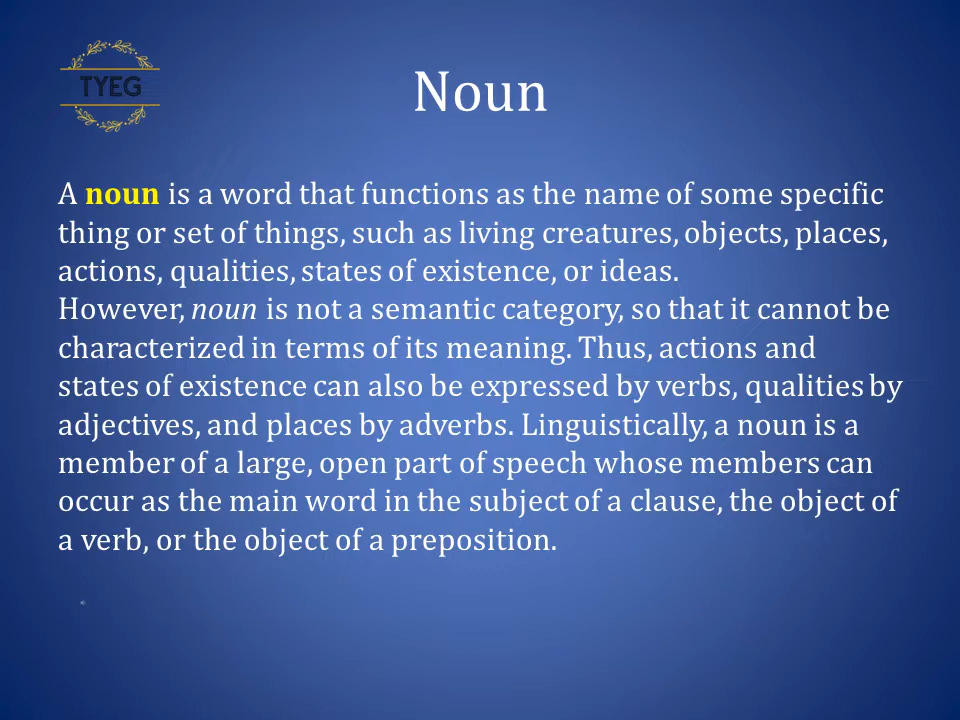 TYEG
Noun
A noun is a word that functions as the name of some specific
thing or set of things, such as living creatures, objects, places,
actions, qualities, states of existence, or ideas.
However, noun is not a semantic category, so that it cannot be
characterized in terms of its meaning. Thus, actions and
states of existence can also be expressed by verbs, qualities by
adjectives, and places by adverbs. Linguistically, a noun is a
member of a large, open part of speech whose members can
occur as the main word in the subject of a clause, the object of
a verb, or the object of a preposition.